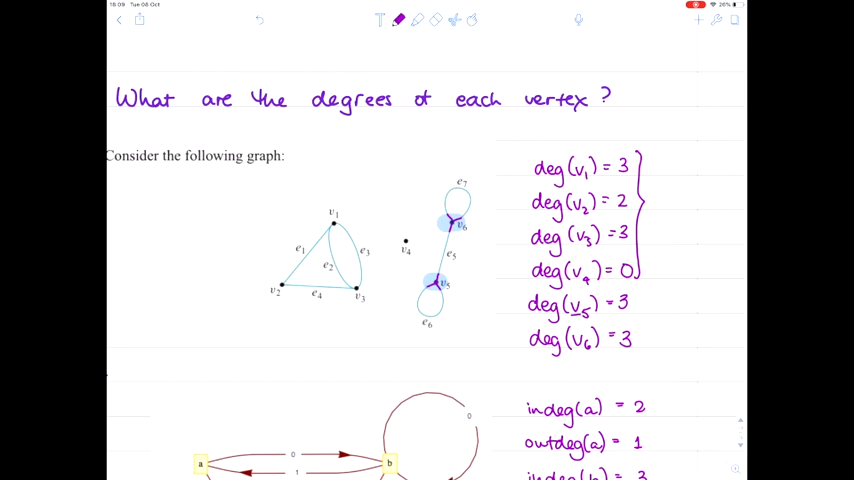 18:09 Tue 08 Oct
26%
T
What are the degrees of each vertex?
Consider the following graph:
deg(v1) = 3
deg(v2) = 2
deg(v3) = 3
deg(v4) = 0
deg(v5) = 3
deg(v6) = 3
e7
v6
v1
e1
e2
e3
v4
e5
v2
e4
v3
v5
e6
indeg(a) = 2
outdeg(a) = 1
indeg(b) = 3
0
0
a
b
1